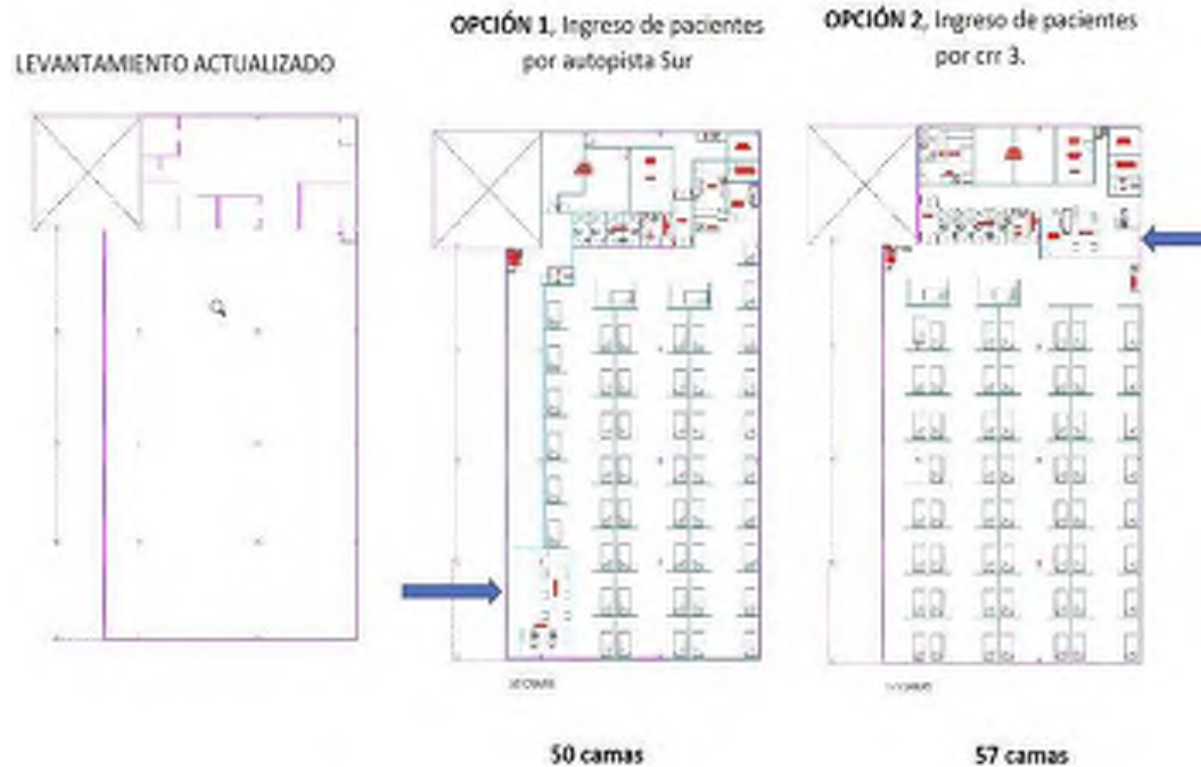 LEVANTAMIENTO ACTUALIZADO
OPCIÓN 1, Ingreso de pacientes
por autopista Sur
OPCIÓN 2, Ingreso de pacientes
por crr 3.
50 camas
57 camas